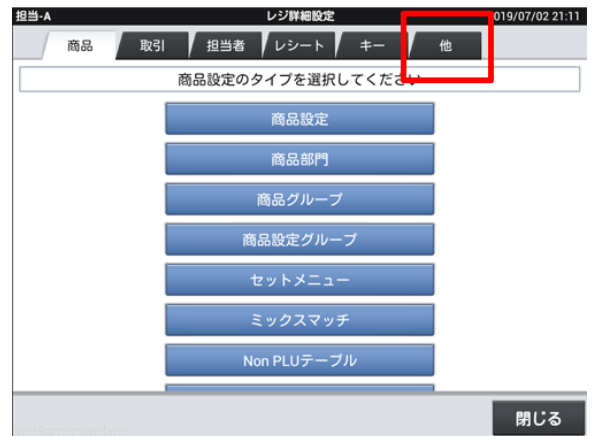 担当-A レジ詳細設定 019/07/02 21:11
商品 取引 担当者 レシート キー 他
商品設定のタイプを選択してください
商品設定
商品部門
商品グループ
商品設定グループ
セットメニュー
ミックスマッチ
Non PLUテーブル
閉じる